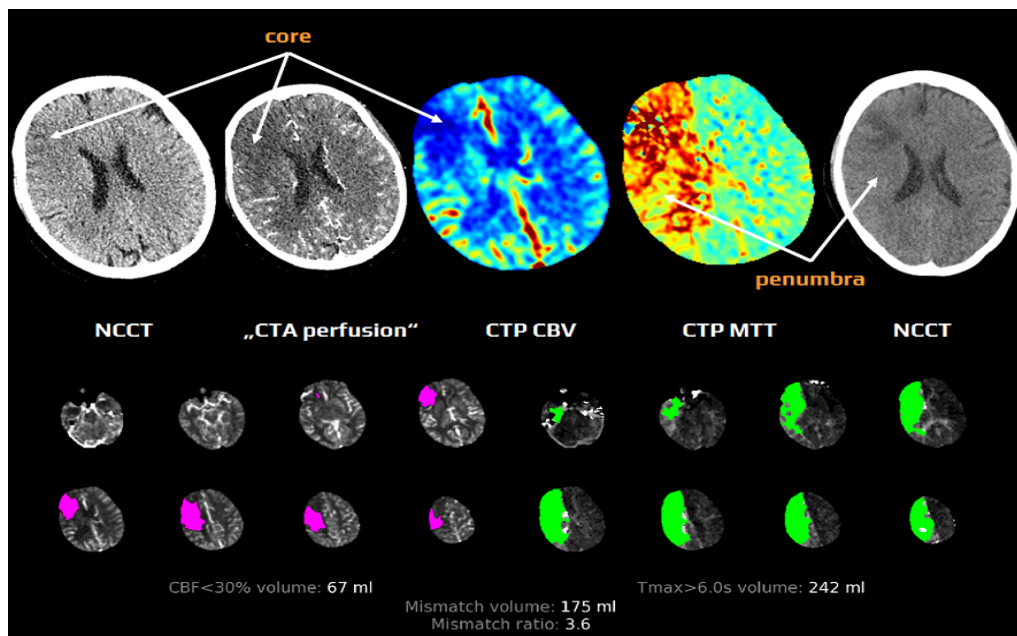 core
penumbra
NCCT
„CTA perfusion“
CTP CBV
CTP MTT
NCCT
CBF<30% volume: 67 ml
Tmax>6.0s volume: 242 ml
Mismatch volume: 175 ml
Mismatch ratio: 3.6